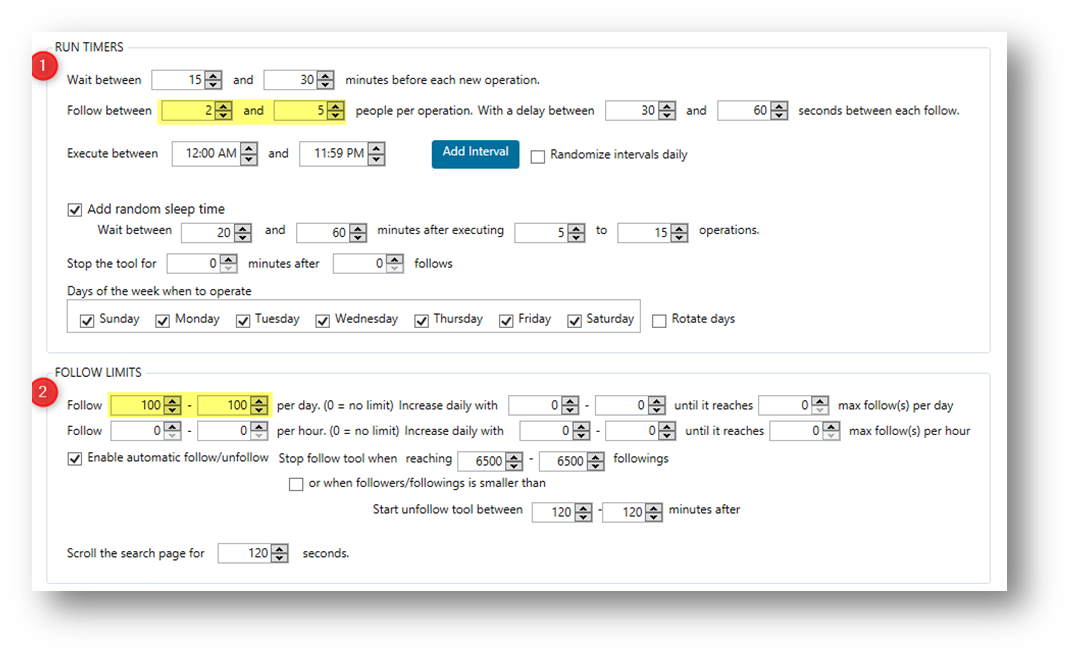 RUN TIMERS
1
Wait between 15 and 30 minutes before each new operation.
Follow between 2 and 5 people per operation. With a delay between 30 and 60 seconds between each follow.
Execute between 12:00 AM and 11:59 PM Add Interval Randomize intervals daily
Add random sleep time
Wait between 20 and 60 minutes after executing 5 to 15 operations.
Stop the tool for 0 minutes after 0 follows
Days of the week when to operate
Sunday Monday Tuesday Wednesday Thursday Friday Saturday Rotate days
FOLLOW LIMITS
2
Follow 100 - 100 per day. (0 = no limit) Increase daily with 0 - 0 until it reaches 0 max follow(s) per day
Follow 0 - 0 per hour. (0 = no limit) Increase daily with 0 - 0 until it reaches 0 max follow(s) per hour
Enable automatic follow/unfollow Stop follow tool when reaching 6500 - 6500 followings
or when followers/followings is smaller than
Start unfollow tool between 120 - 120 minutes after
Scroll the search page for 120 seconds.